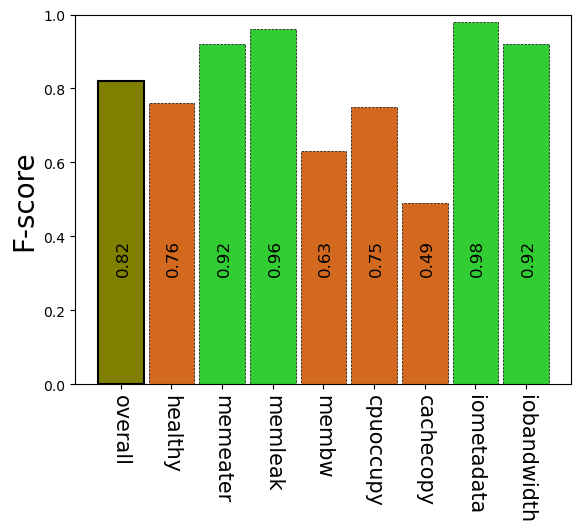 F-score
1.0
0.8
0.6
0.4
0.2
0.0
0.82
0.76
0.92
0.96
0.63
0.75
0.49
0.98
0.92
overall
healthy
memeater
memleak
membw
cpuoccupy
cachecopy
iometadata
iobandwidth